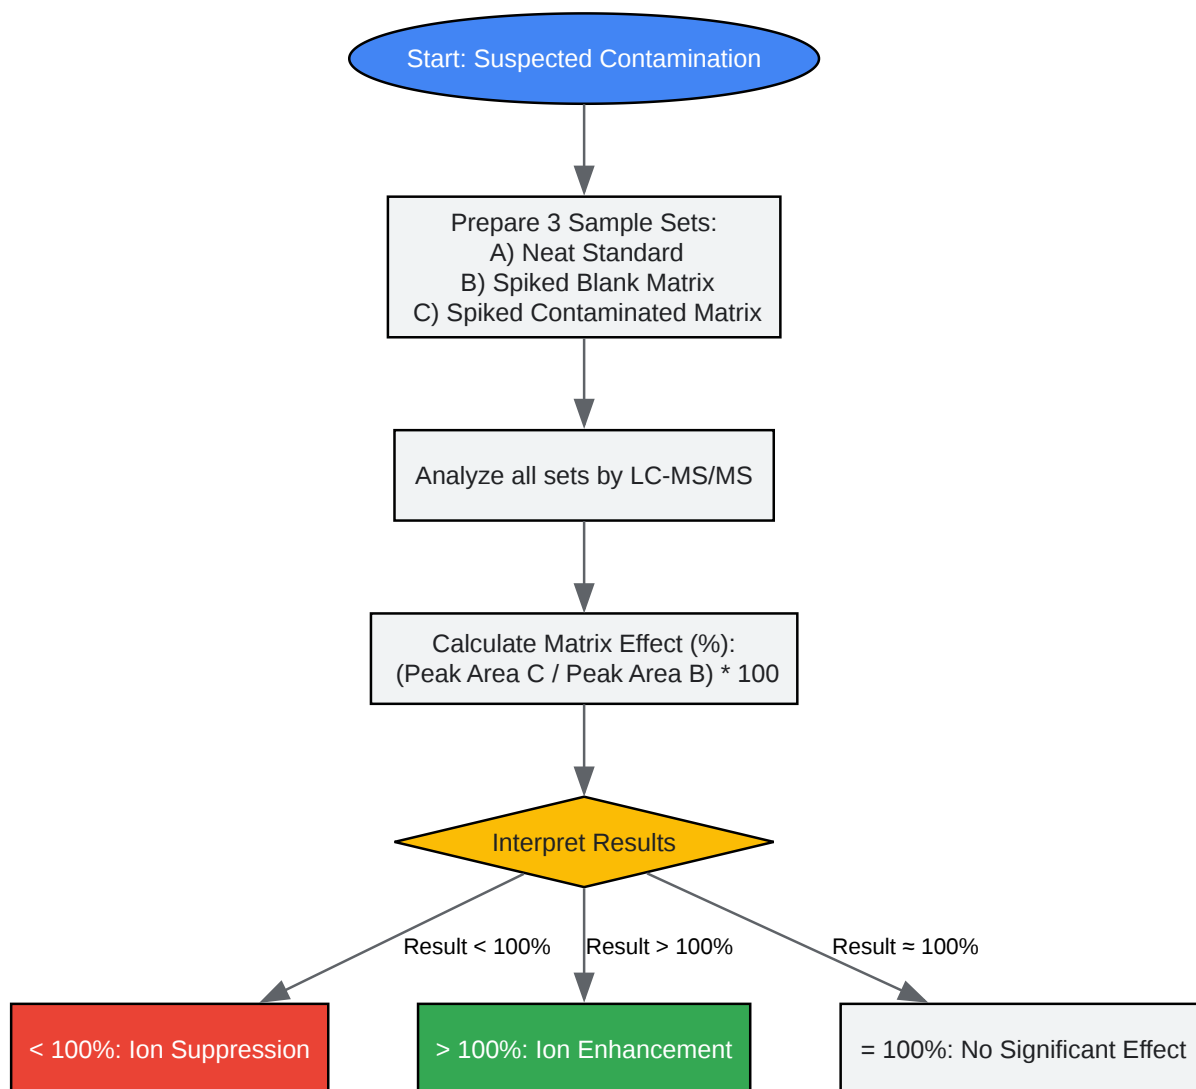 Start: Suspected Contamination
Prepare 3 Sample Sets:
A) Neat Standard
B) Spiked Blank Matrix
C) Spiked Contaminated Matrix
Analyze all sets by LC-MS/MS
Calculate Matrix Effect (%):
(Peak Area C / Peak Area B) * 100
Interpret Results
Result < 100%
Result > 100%
Result ≈ 100%
< 100%: Ion Suppression
> 100%: Ion Enhancement
= 100%: No Significant Effect